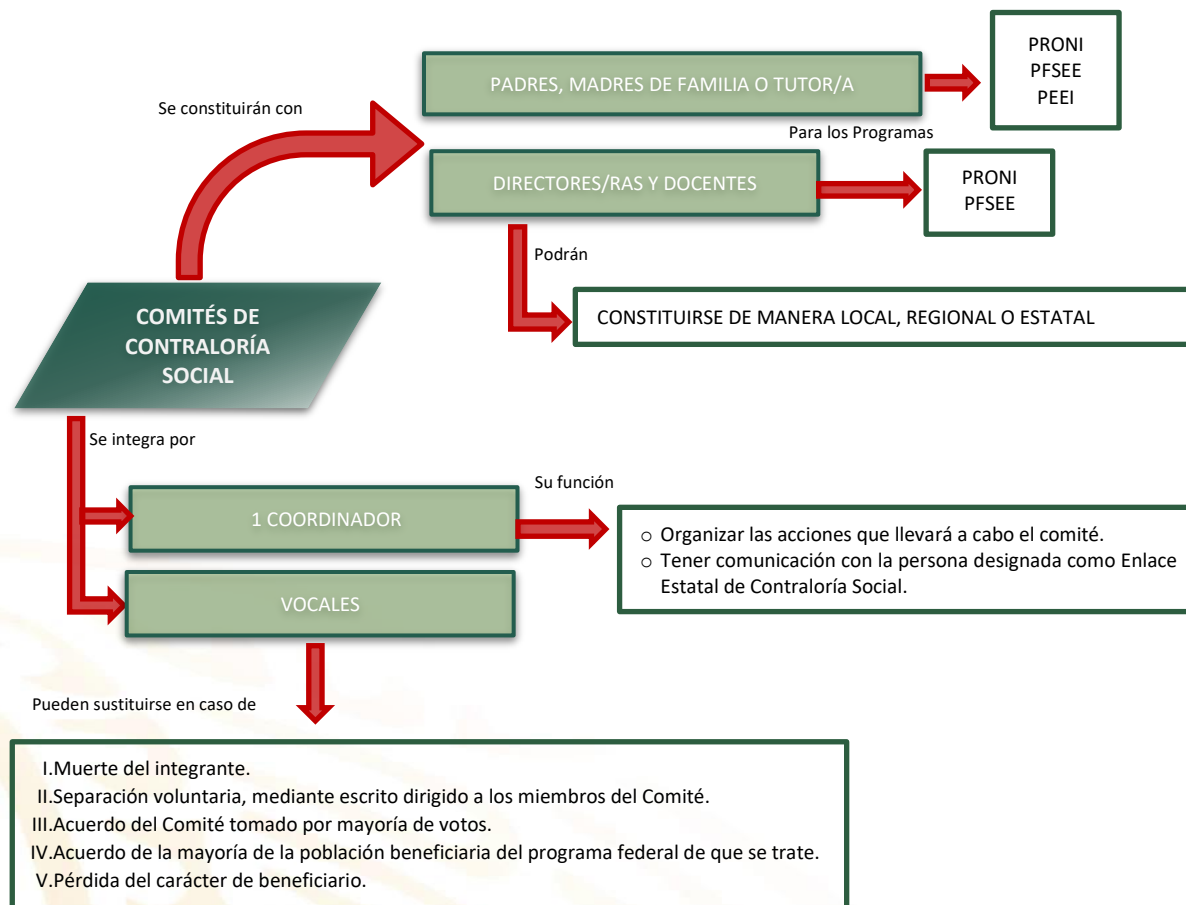 PADRES, MADRES DE FAMILIA O TUTOR/A
PRONI
PFSEE
PEEI
Se constituirán con
Para los Programas
DIRECTORES/RAS Y DOCENTES
PRONI
PFSEE
Podrán
CONSTITUIRSE DE MANERA LOCAL, REGIONAL O ESTATAL
COMITÉS DE
CONTRALORÍA
SOCIAL
Se integra por
1 COORDINADOR
Su función
o Organizar las acciones que llevará a cabo el comité.
o Tener comunicación con la persona designada como Enlace
Estatal de Contraloría Social.
VOCALES
Pueden sustituirse en caso de
I.Muerte del integrante.
II.Separación voluntaria, mediante escrito dirigido a los miembros del Comité.
III.Acuerdo del Comité tomado por mayoría de votos.
IV.Acuerdo de la mayoría de la población beneficiaria del programa federal de que se trate.
V.Pérdida del carácter de beneficiario.